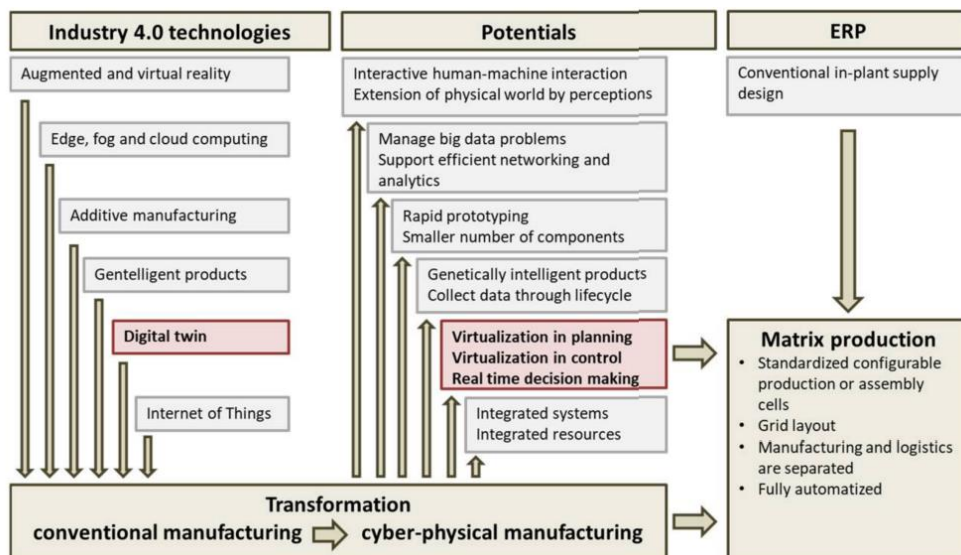 Industry 4.0 technologies
Augmented and virtual reality
Edge, fog and cloud computing
Additive manufacturing
Gentelligent products
Digital twin
Internet of Things
Potentials
Interactive human-machine interaction
Extension of physical world by perceptions
Manage big data problems
Support efficient networking and
analytics
Rapid prototyping
Smaller number of components
Genetically intelligent products
Collect data through lifecycle
Virtualization in planning
Virtualization in control
Real time decision making
Integrated systems
Integrated resources
ERP
Conventional in-plant supply
design
Matrix production
• Standardized configurable
production or assembly
cells
• Grid layout
• Manufacturing and logistics
are separated
• Fully automatized
Transformation
conventional manufacturing cyber-physical manufacturing